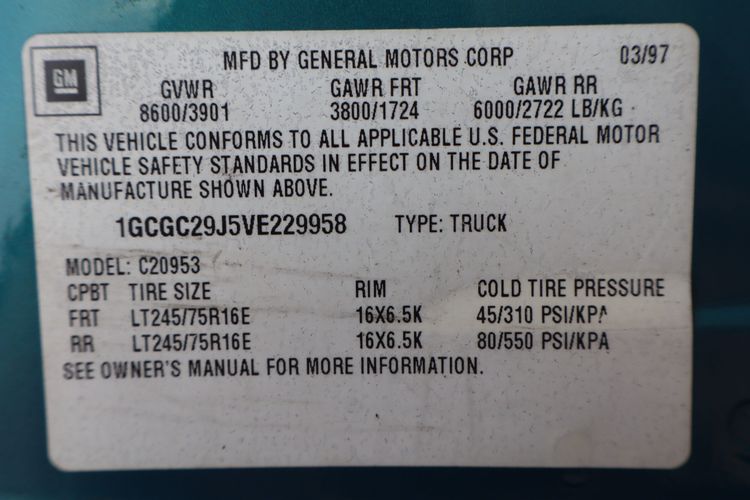 GM
MFD BY GENERAL MOTORS CORP 03/97
GVWR GAWR FRT GAWR RR
8600/3901 3800/1724 6000/2722 LB/KG
THIS VEHICLE CONFORMS TO ALL APPLICABLE U.S. FEDERAL MOTOR
VEHICLE SAFETY STANDARDS IN EFFECT ON THE DATE OF
MANUFACTURE SHOWN ABOVE.
1GCGC29J5VE229958 TYPE: TRUCK
MODEL: C20953
CPBT TIRE SIZE RIM COLD TIRE PRESSURE
FRT LT245/75R16E 16X6.5K 45/310 PSI/KPA
RR LT245/75R16E 16X6.5K 80/550 PSI/KPA
SEE OWNER'S MANUAL FOR MORE INFORMATION.